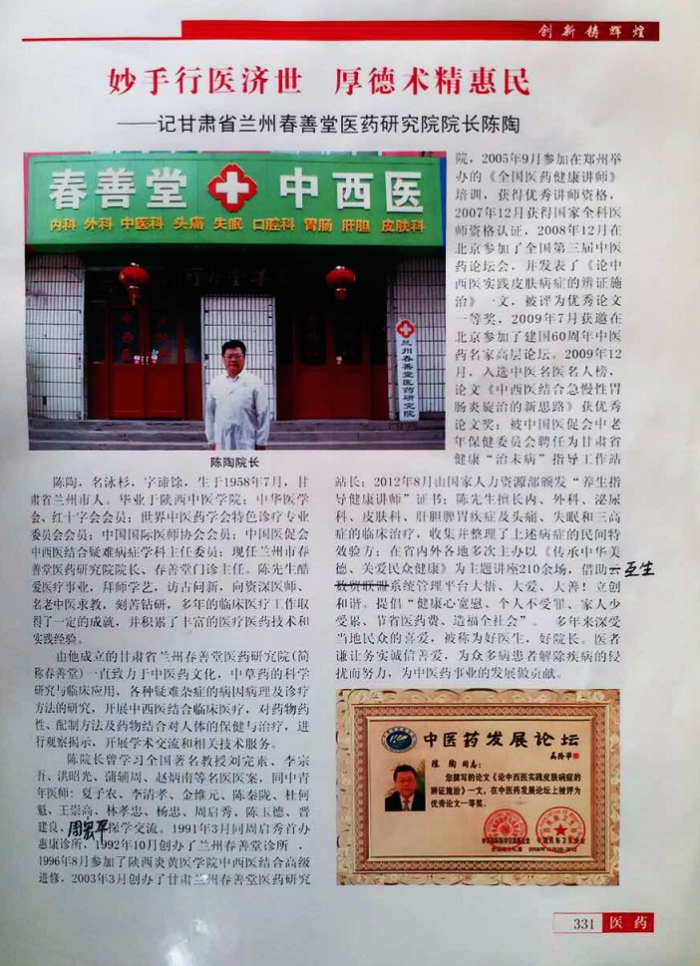 创新铸辉煌
妙手行医济世 厚德术精惠民
——记甘肃省兰州春善堂医药研究院院长陈陶
春善堂 中西医
内科 外科 中医科 头痛 失眠 口腔科 胃肠 肝胆 皮肤科
中西医
兰州春善堂医药研究院
陈陶院长
陈陶，名泳杉，字谛馀，生于1958年7月，甘
肃省兰州市人。毕业于陕西中医学院；中华医学
会、红十字会会员；世界中医药学会特色诊疗专业
委员会会员；中国国际医师协会会员；中国医促会
中西医结合疑难病症学科主任委员；现任兰州市春
善堂医药研究院院长、春善堂门诊主任。陈先生酷
爱医疗事业，拜师学艺，访古问新，向资深医师、
名老中医求教，刻苦钻研，多年的临床医疗工作取
得了一定的成就，并积累了丰富的医疗医药技术和
实践经验。
由他成立的甘肃省兰州春善堂医药研究院(简
称春善堂)一直致力于中医药文化，中草药的科学
研究与临床应用，各种疑难杂症的病因病理及诊疗
方法的研究，开展中西医结合临床医疗，对药物药
性、配制方法及药物结合对人体的保健与治疗，进
行观察揭示，开展学术交流和相关技术服务。
陈院长曾学习全国著名教授刘完素、李宗
吾、洪昭光、蒲辅周、赵炳南等名医医案，同中青
年医师：夏子农、李清孝、金维元、陈秦陇、杜何
魁、王崇高、林孝忠、杨忠、周启秀、陈玉德、晋
建良、周宏平探学交流。1991年3月同周启秀首办
惠康诊所，1992年10月创办了兰州春善堂诊所，
1996年8月参加了陕西炎黄医学院中西医结合高级
进修，2003年3月创办了甘肃兰州春善堂医药研究
院，2005年9月参加在郑州举
办的《全国医药健康讲师》
培训，获得优秀讲师资格，
2007年12月获得国家全科医
师资格认证，2008年12月在
北京参加了全国第三届中医
药论坛会，并发表了《论中
西医实践皮肤病症的辨证施
治》一文，被评为优秀论文
一等奖，2009年7月获邀在
北京参加了建国60周年中医
药名家高层论坛。2009年12
月，入选中医名医名人榜，
论文《中西医结合急慢性胃
肠炎旋治的新思路》获优秀
论文奖；被中国医促会中老
年保健委员会聘任为甘肃省
健康“治未病”指导工作站
站长；2012年8月由国家人力资源部颁发“养生指
导健康讲师”证书；陈先生擅长内、外科、泌尿
科、皮肤科、肝胆脾胃疾症及头痛、失眠和三高
症的临床治疗，收集并整理了上述病症的民间特
效验方；在省内外各地多次主办以《传承中华美
德、关爱民众健康》为主题讲座210余场，借助云互生
系统管理平台大悟、大爱、大善！立创
和谐。提倡“健康心宽慰、个人不受罪、家人少
受累、节省医药费、造福全社会”。 多年来深受
当地民众的喜爱，被称为好医生，好院长。医者
谦让务实诚信善爱，为众多病患者解除疾病的侵
扰而努力，为中医药事业的发展做贡献。
中医药发展论坛
陈陶 同志：
您撰写的论文《论中西医实践皮肤病症的
辨证施治》一文，在中医药发展论坛上被评为
优秀论文一等奖。
331 医药